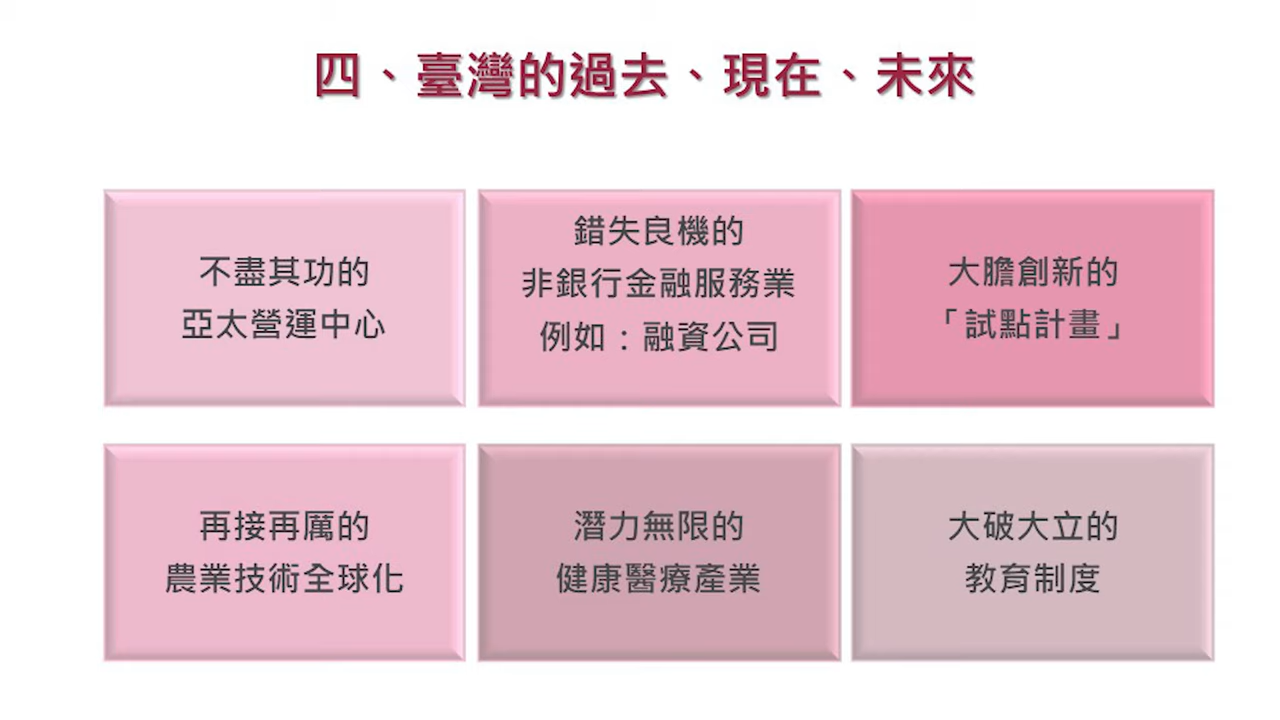 四、臺灣的過去、現在、未來
不盡其功的
亞太營運中心
錯失良機的
非銀行金融服務業
例如：融資公司
大膽創新的
「試點計畫」
再接再厲的
農業技術全球化
潛力無限的
健康醫療產業
大破大立的
教育制度